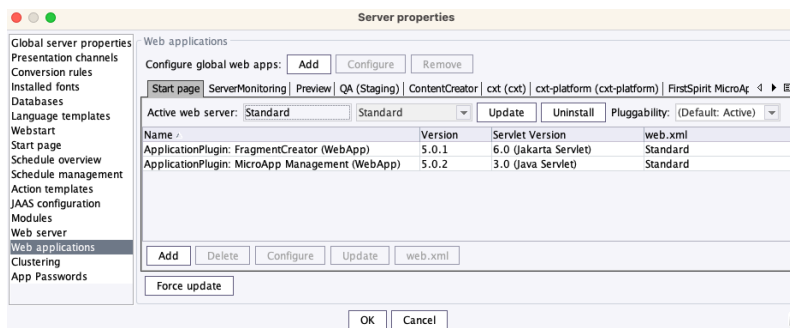 Server properties
Global server properties
Presentation channels
Conversion rules
Installed fonts
Databases
Language templates
Webstart
Start page
Schedule overview
Schedule management
Action templates
JAAS configuration
Modules
Web server
Web applications
Clustering
App Passwords
Web applications
Configure global web apps: Add Configure Remove
Start page ServerMonitoring Preview QA (Staging) ContentCreator cxt (cxt) cxt-platform (cxt-platform) FirstSpirit MicroAp
Active web server: Standard Standard Update Uninstall Pluggability: (Default: Active)
Name Version Servlet Version web.xml
ApplicationPlugin: FragmentCreator (WebApp) 5.0.1 6.0 (Jakarta Servlet) Standard
ApplicationPlugin: MicroApp Management (WebApp) 5.0.2 3.0 (Java Servlet) Standard
Add Delete Configure Update web.xml
Force update
OK Cancel